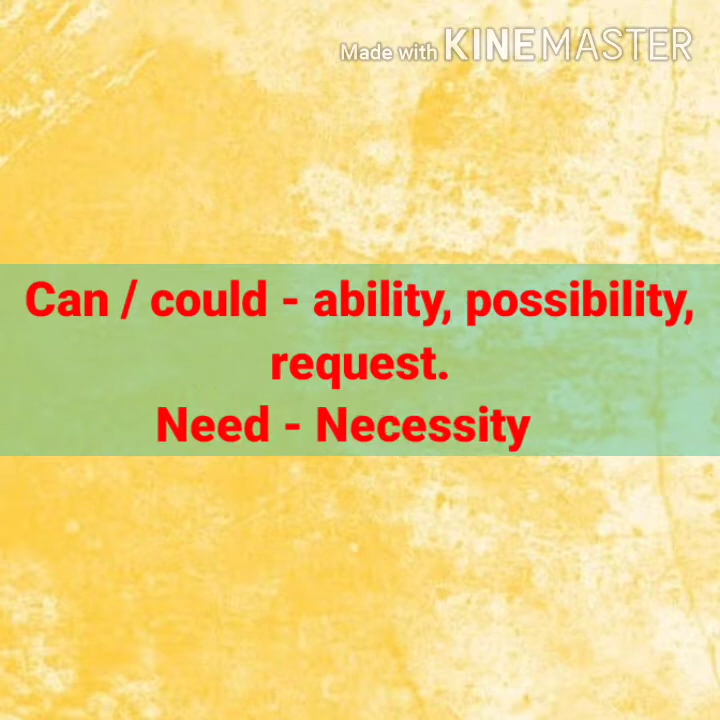 Made with KINEMASTER
Can / could - ability, possibility,
request.
Need - Necessity